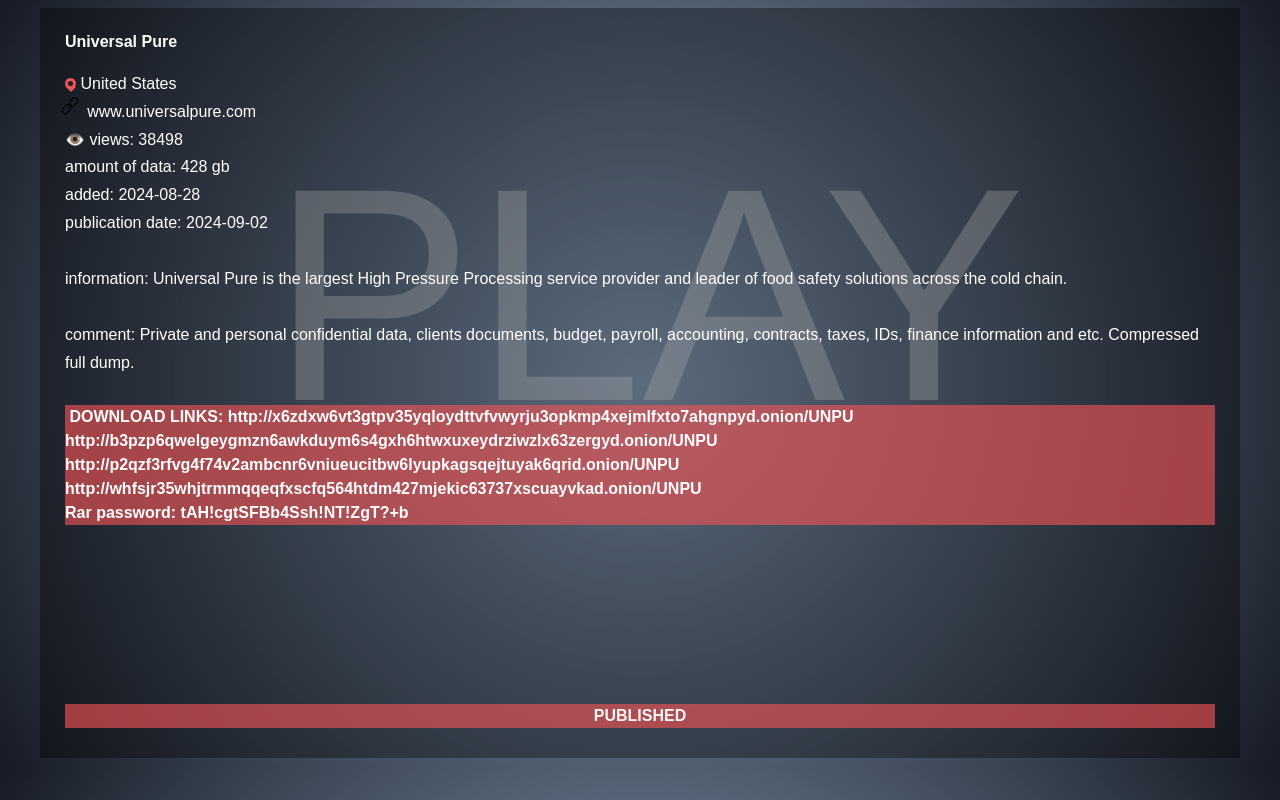 Universal Pure
United States
www.universalpure.com
views: 38498
amount of data: 428 gb
added: 2024-08-28
publication date: 2024-09-02
PLAY
information: Universal Pure is the largest High Pressure Processing service provider and leader of food safety solutions across the cold chain.
comment: Private and personal confidential data, clients documents, budget, payroll, accounting, contracts, taxes, IDs, finance information and etc. Compressed
full dump.
DOWNLOAD LINKS: http://x6zdxw6vt3gtpv35yqloydttvfvwyrju3opkmp4xejmlfxto7ahgnpyd.onion/UNPU
http://b3pzp6qwelgeygmzn6awkduym6s4gxh6htwxuxeydrziwzlx63zergyd.onion/UNPU
http://p2qzf3rfvg4f74v2ambcnr6vniueucitbw6lyupkagsqejtuyak6qrid.onion/UNPU
http://whfsjr35whjtrmmqqeqfxscfq564htdm427mjekic63737xscuayvkad.onion/UNPU
Rar password: tAH!cgtSFBb4Ssh!NT!ZgT?+b
PUBLISHED